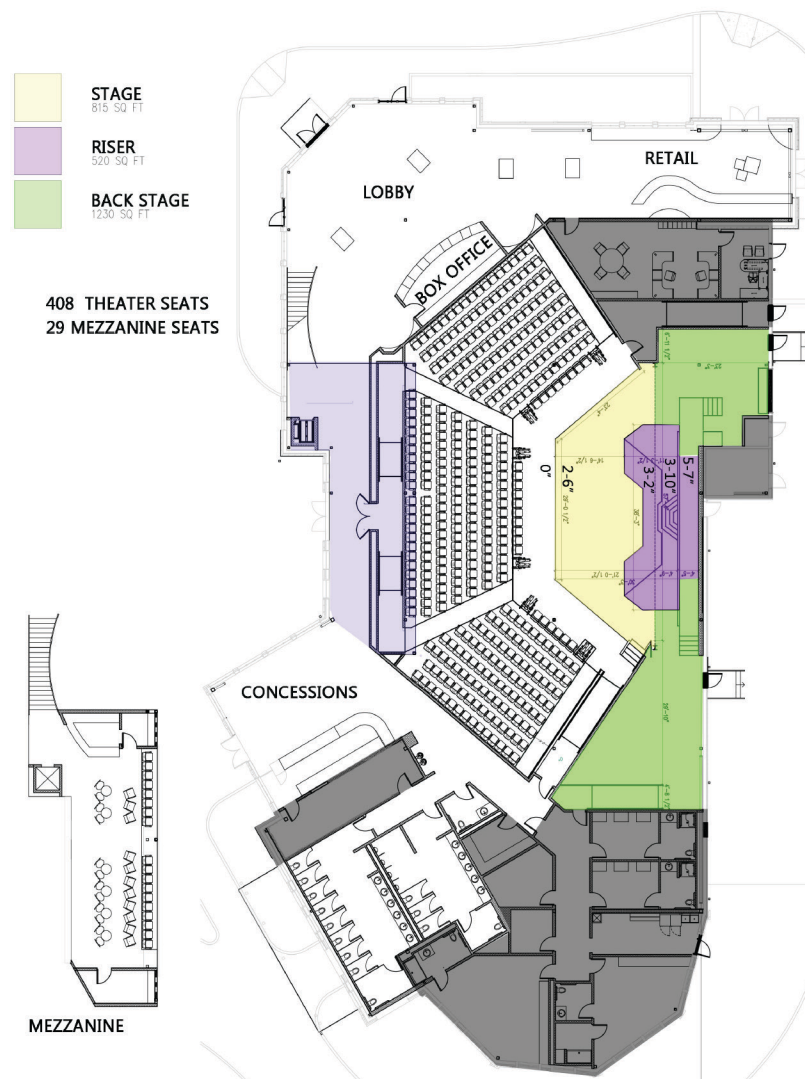 STAGE
815 SQ FT
RISER
520 SQ FT
BACK STAGE
1230 SQ FT
408 THEATER SEATS
29 MEZZANINE SEATS
LOBBY
RETAIL
BOX OFFICE
5-7"
3-10"
3-2"
2-6"
0"
CONCESSIONS
MEZZANINE